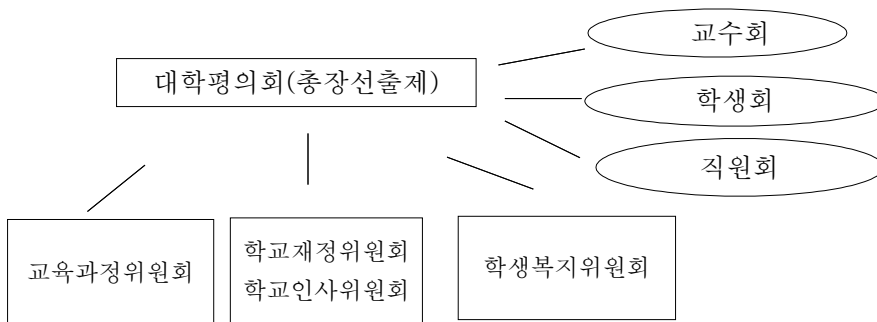 교수회
대학평의회(총장선출제)
학생회
직원회
교육과정위원회
학교재정위원회
학교인사위원회
학생복지위원회